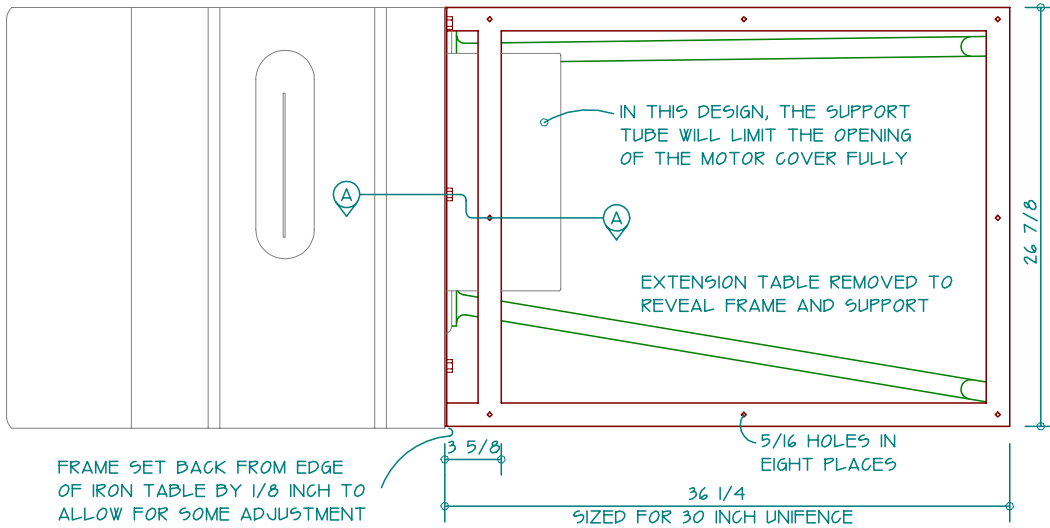 IN THIS DESIGN, THE SUPPORT
TUBE WILL LIMIT THE OPENING
OF THE MOTOR COVER FULLY
A
A
26 7/8
EXTENSION TABLE REMOVED TO
REVEAL FRAME AND SUPPORT
5/16 HOLES IN
EIGHT PLACES
3 5/8
FRAME SET BACK FROM EDGE
OF IRON TABLE BY 1/8 INCH TO
ALLOW FOR SOME ADJUSTMENT
36 1/4
SIZED FOR 30 INCH UNIFENCE